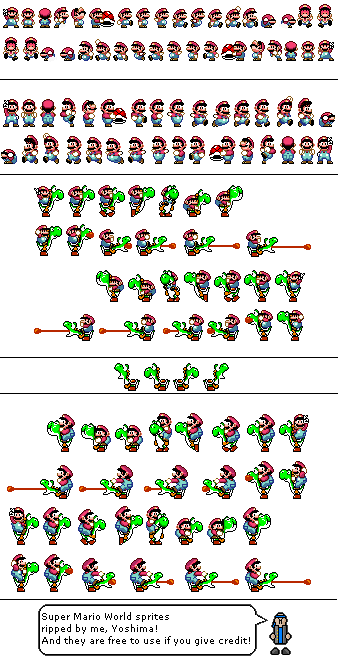 Super Mario World sprites
ripped by me, Yoshima!
And they are free to use if you give credit!